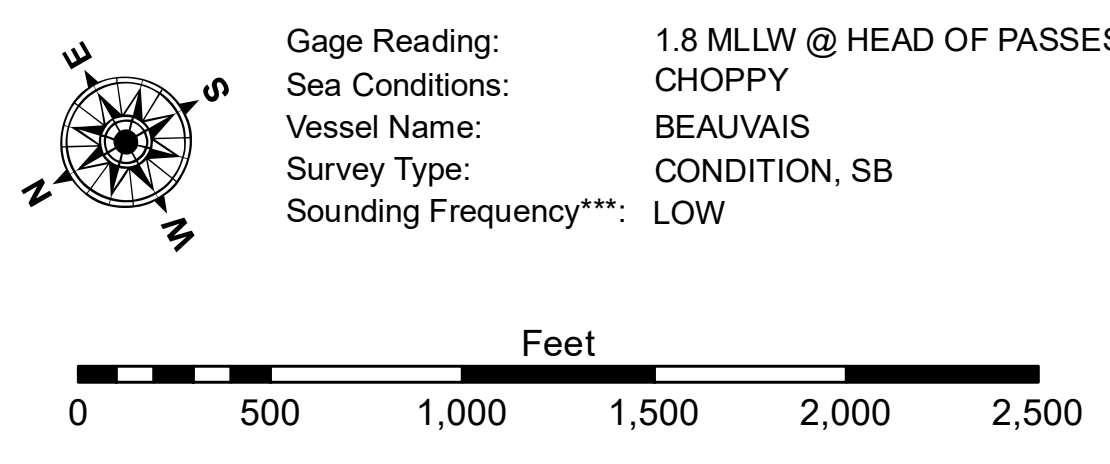 E
S
N
W
Gage Reading: 1.8 MLLW @ HEAD OF PASSES
Sea Conditions: CHOPPY
Vessel Name: BEAUVAIS
Survey Type: CONDITION, SB
Sounding Frequency***: LOW
Feet
0 500 1,000 1,500 2,000 2,500